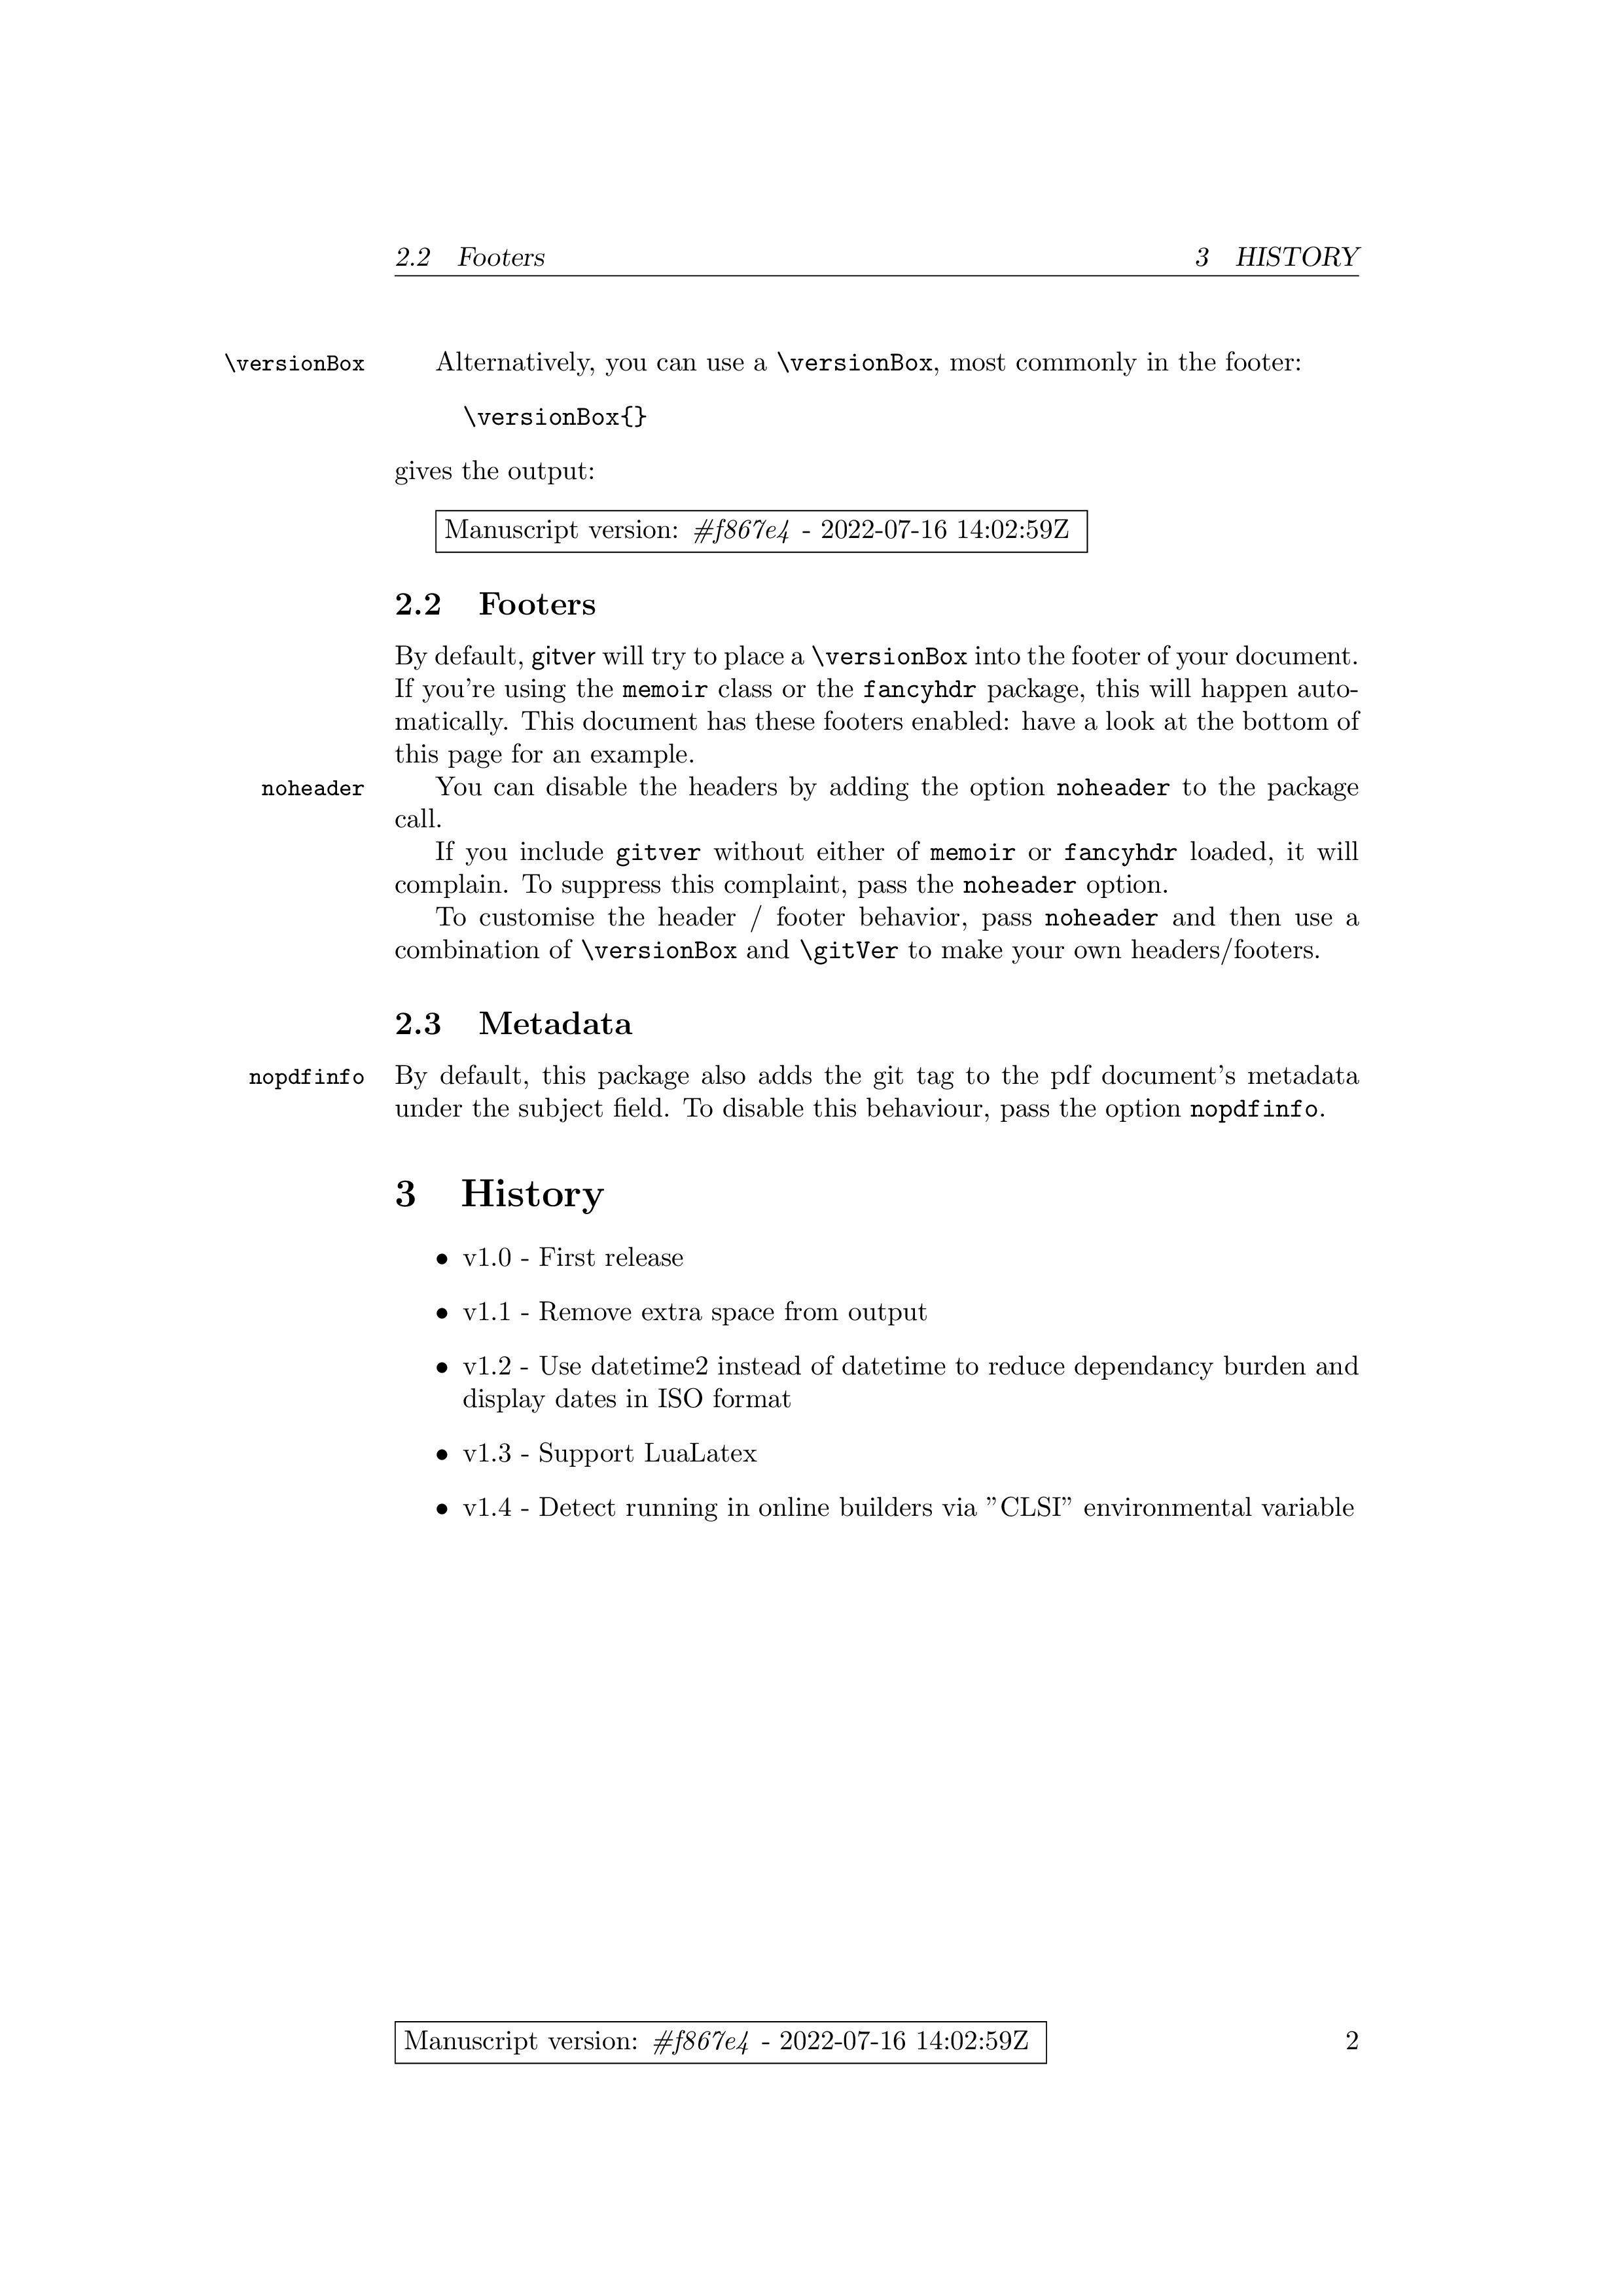 2.2 Footers 3 HISTORY
\versionBox Alternatively, you can use a \versionBox, most commonly in the footer:
\versionBox{}
gives the output:
Manuscript version: #f867e4 - 2022-07-16 14:02:59Z
2.2 Footers
By default, gitver will try to place a \versionBox into the footer of your document.
If you're using the memoir class or the fancyhdr package, this will happen auto-
matically. This document has these footers enabled: have a look at the bottom of
this page for an example.
noheader You can disable the headers by adding the option noheader to the package
call.
If you include gitver without either of memoir or fancyhdr loaded, it will
complain. To suppress this complaint, pass the noheader option.
To customise the header / footer behavior, pass noheader and then use a
combination of \versionBox and \gitVer to make your own headers/footers.
2.3 Metadata
nopdfinfo By default, this package also adds the git tag to the pdf document's metadata
under the subject field. To disable this behaviour, pass the option nopdfinfo.
3 History
• v1.0 - First release
• v1.1 - Remove extra space from output
• v1.2 - Use datetime2 instead of datetime to reduce dependancy burden and
display dates in ISO format
• v1.3 - Support LuaLatex
• v1.4 - Detect running in online builders via ”CLSI” environmental variable
Manuscript version: #f867e4 - 2022-07-16 14:02:59Z 2